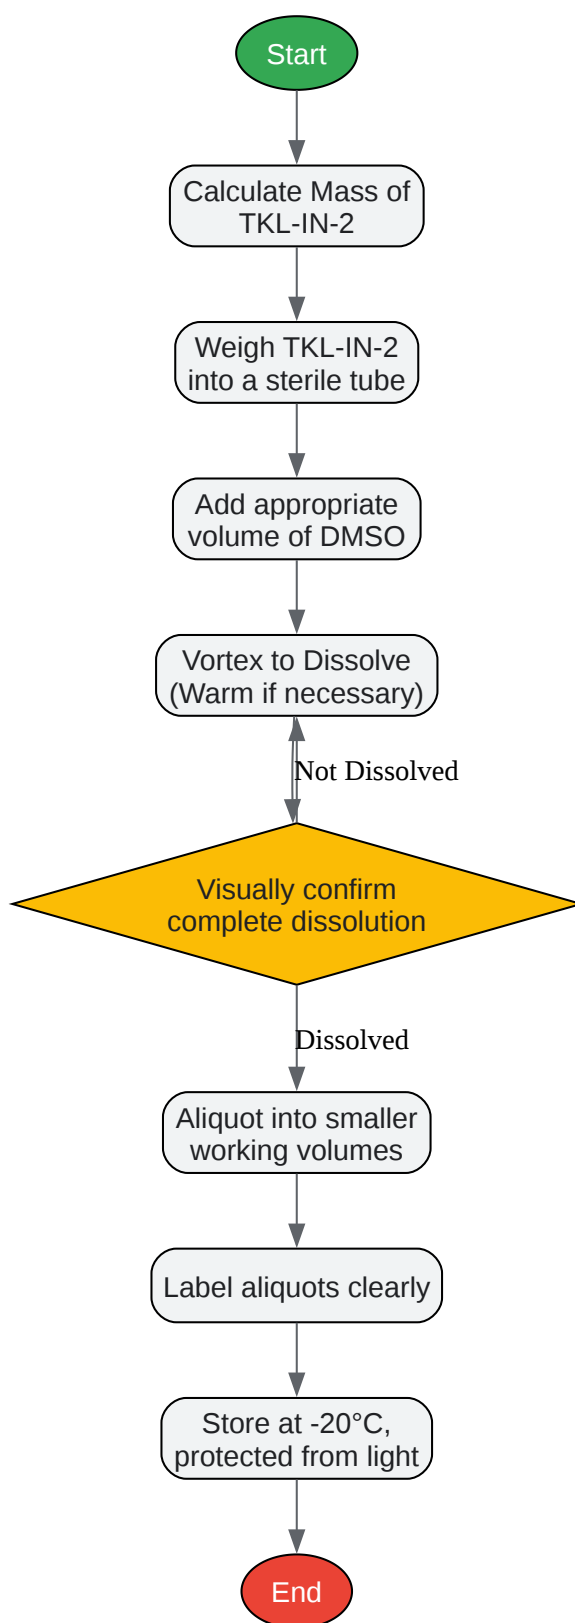 Start
Calculate Mass of
TKL-IN-2
Weigh TKL-IN-2
into a sterile tube
Add appropriate
volume of DMSO
Vortex to Dissolve
(Warm if necessary)
Not Dissolved
Visually confirm
complete dissolution
Dissolved
Aliquot into smaller
working volumes
Label aliquots clearly
Store at -20°C,
protected from light
End